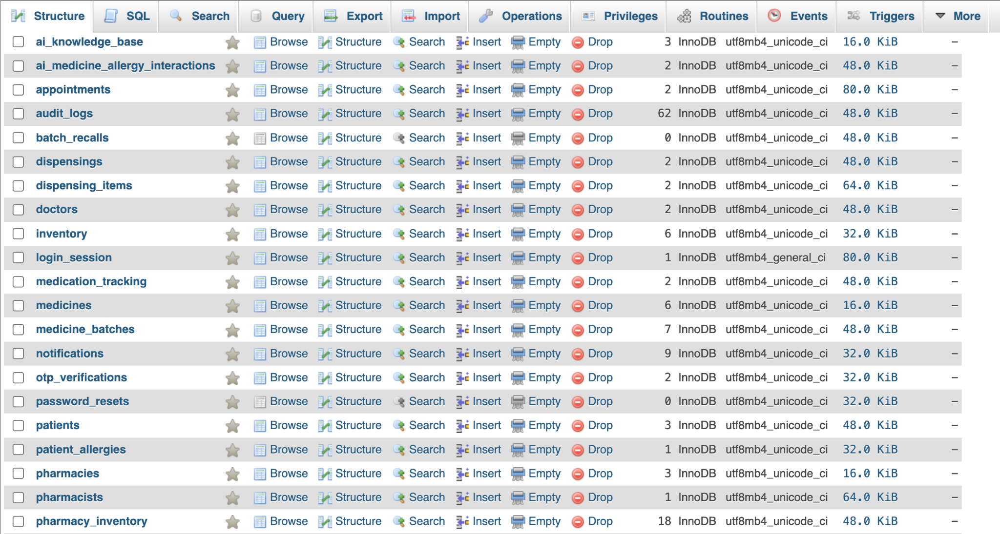 Structure SQL Search Query Export Import Operations Privileges Routines Events Triggers More
ai_knowledge_base Browse Structure Search Insert Empty Drop 3 InnoDB utf8mb4_unicode_ci 16.0 KiB –
ai_medicine_allergy_interactions Browse Structure Search Insert Empty Drop 2 InnoDB utf8mb4_unicode_ci 48.0 KiB –
appointments Browse Structure Search Insert Empty Drop 2 InnoDB utf8mb4_unicode_ci 80.0 KiB –
audit_logs Browse Structure Search Insert Empty Drop 62 InnoDB utf8mb4_unicode_ci 48.0 KiB –
batch_recalls Browse Structure Search Insert Empty Drop 0 InnoDB utf8mb4_unicode_ci 48.0 KiB –
dispensings Browse Structure Search Insert Empty Drop 2 InnoDB utf8mb4_unicode_ci 48.0 KiB –
dispensing_items Browse Structure Search Insert Empty Drop 2 InnoDB utf8mb4_unicode_ci 64.0 KiB –
doctors Browse Structure Search Insert Empty Drop 2 InnoDB utf8mb4_unicode_ci 48.0 KiB –
inventory Browse Structure Search Insert Empty Drop 6 InnoDB utf8mb4_unicode_ci 32.0 KiB –
login_session Browse Structure Search Insert Empty Drop 1 InnoDB utf8mb4_general_ci 80.0 KiB –
medication_tracking Browse Structure Search Insert Empty Drop 2 InnoDB utf8mb4_unicode_ci 48.0 KiB –
medicines Browse Structure Search Insert Empty Drop 6 InnoDB utf8mb4_unicode_ci 16.0 KiB –
medicine_batches Browse Structure Search Insert Empty Drop 7 InnoDB utf8mb4_unicode_ci 48.0 KiB –
notifications Browse Structure Search Insert Empty Drop 9 InnoDB utf8mb4_unicode_ci 32.0 KiB –
otp_verifications Browse Structure Search Insert Empty Drop 2 InnoDB utf8mb4_unicode_ci 32.0 KiB –
password_resets Browse Structure Search Insert Empty Drop 0 InnoDB utf8mb4_unicode_ci 32.0 KiB –
patients Browse Structure Search Insert Empty Drop 3 InnoDB utf8mb4_unicode_ci 48.0 KiB –
patient_allergies Browse Structure Search Insert Empty Drop 1 InnoDB utf8mb4_unicode_ci 32.0 KiB –
pharmacies Browse Structure Search Insert Empty Drop 3 InnoDB utf8mb4_unicode_ci 16.0 KiB –
pharmacists Browse Structure Search Insert Empty Drop 1 InnoDB utf8mb4_unicode_ci 64.0 KiB –
pharmacy_inventory Browse Structure Search Insert Empty Drop 18 InnoDB utf8mb4_unicode_ci 48.0 KiB –